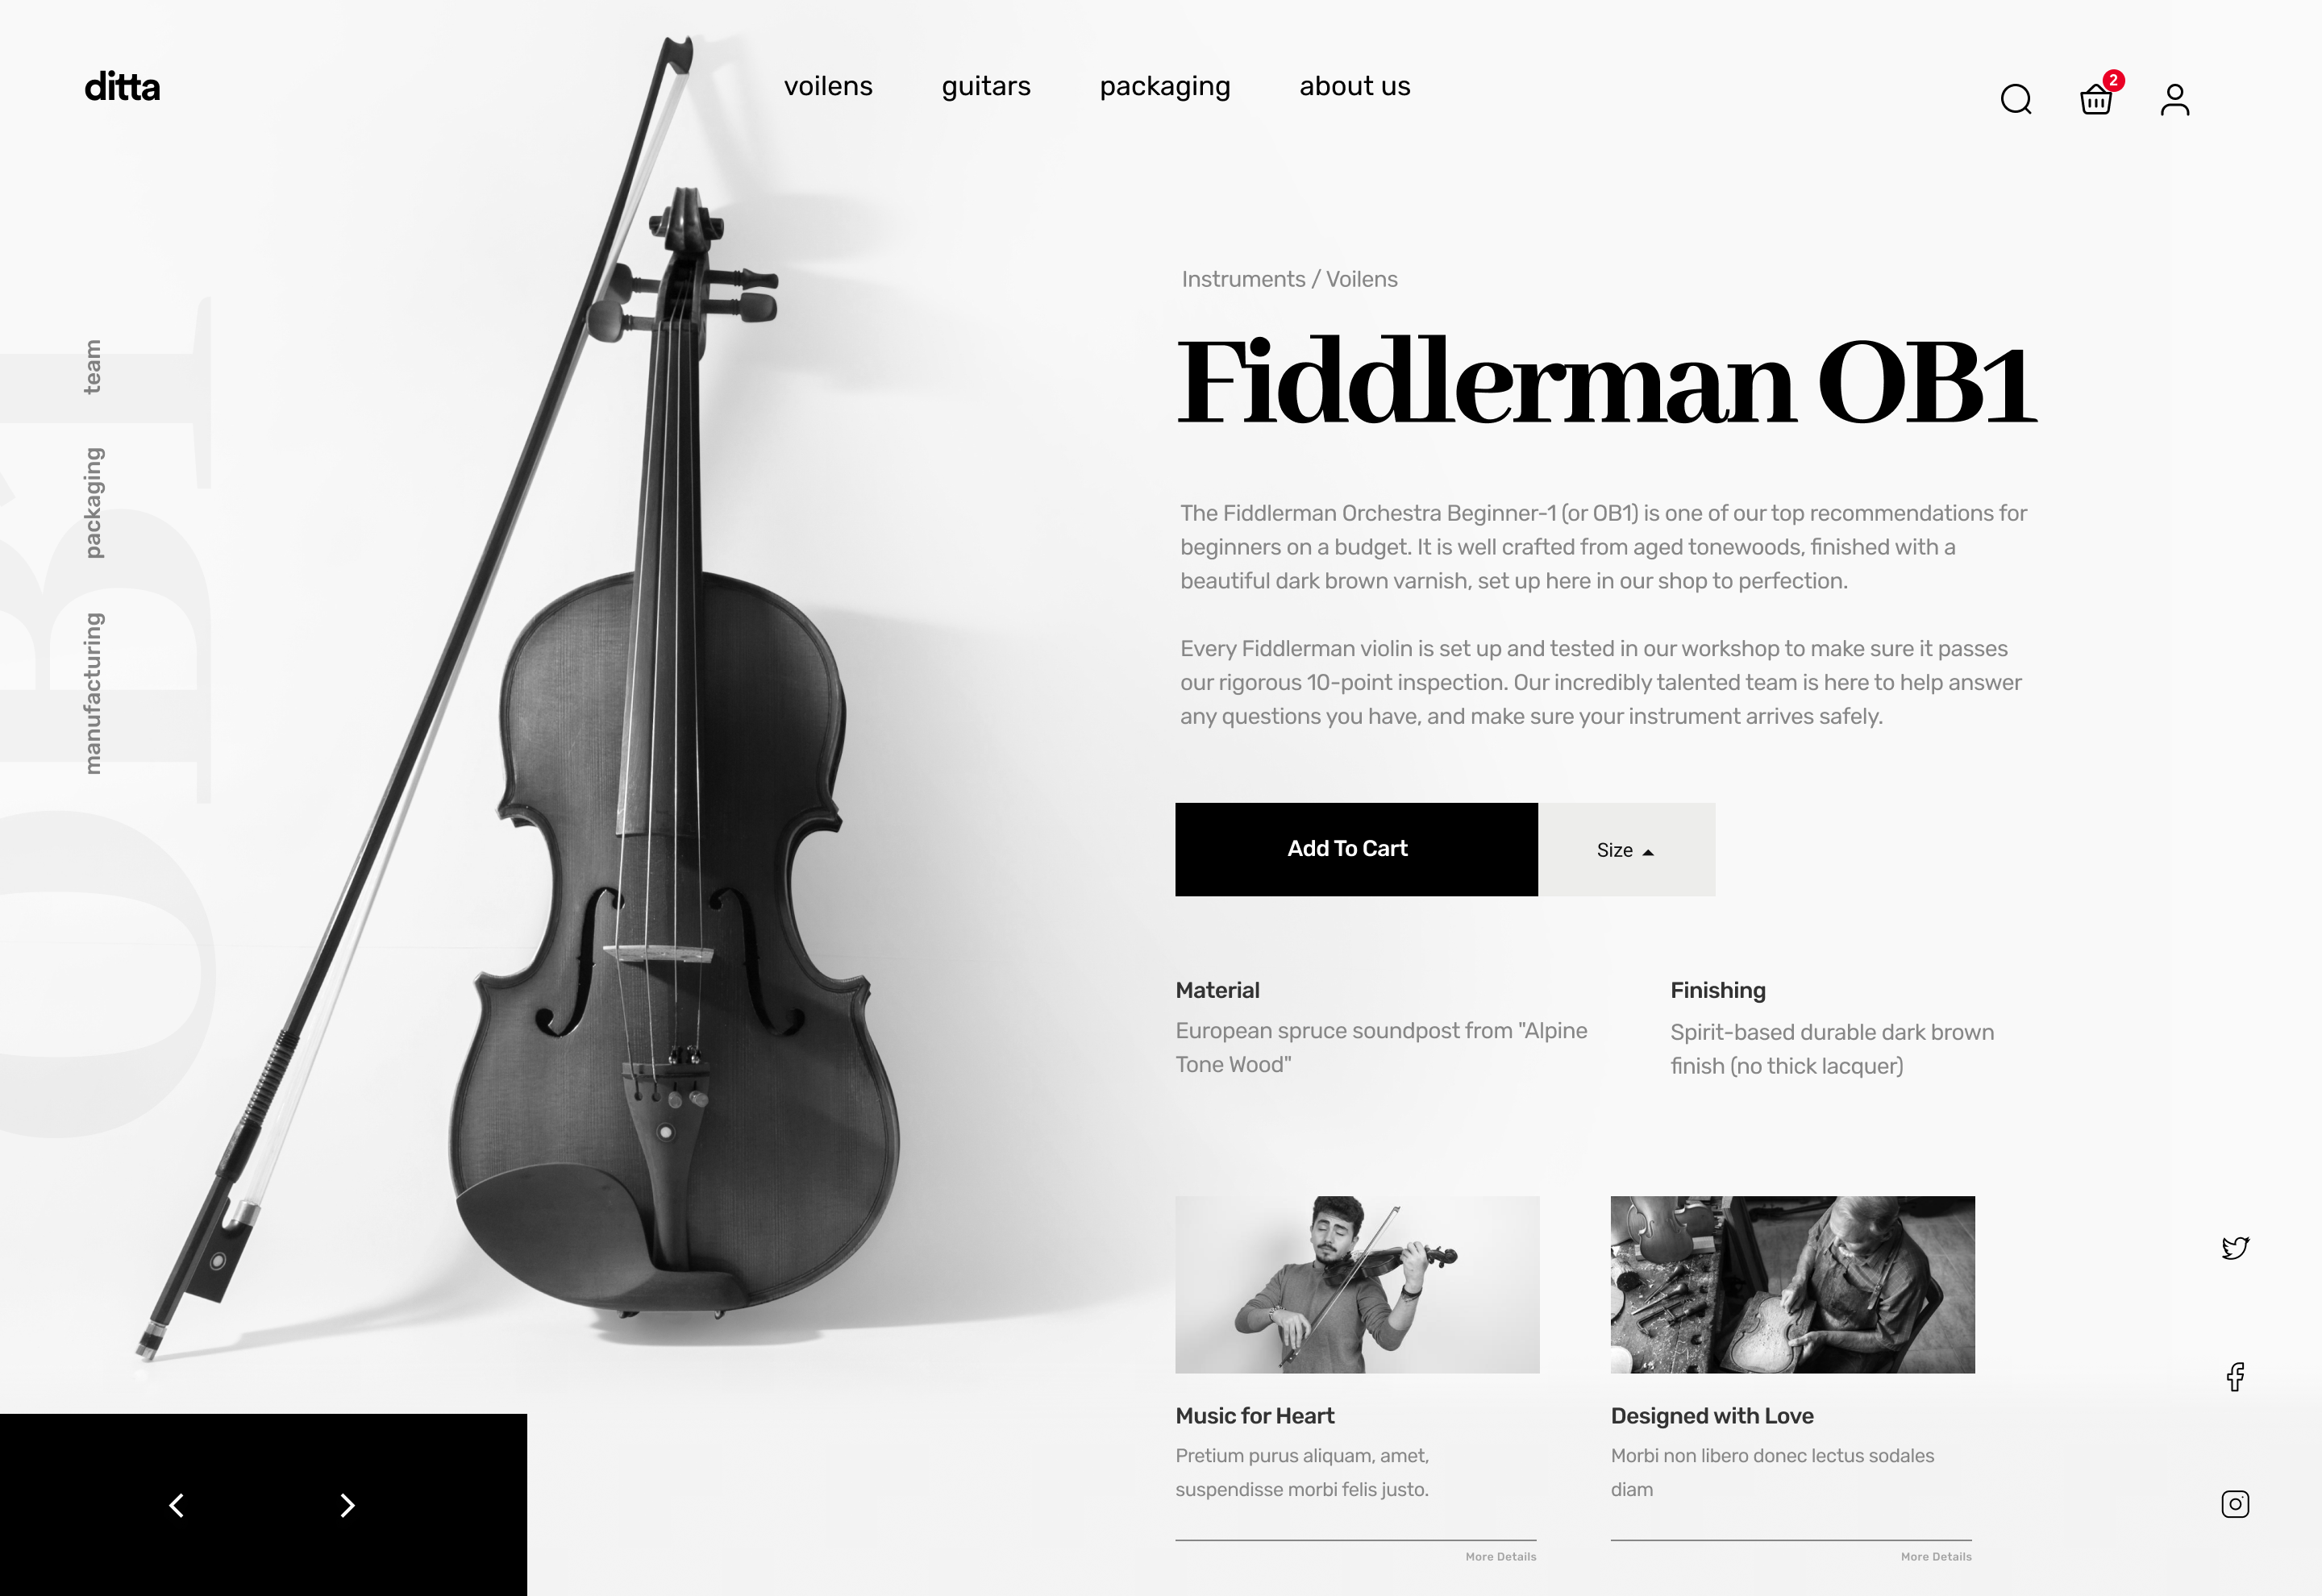 ditta
voilens
guitars
packaging
about us
2
team
packaging
manufacturing
OB1
Instruments / Voilens
Fiddlerman OB1
The Fiddlerman Orchestra Beginner-1 (or OB1) is one of our top recommendations for
beginners on a budget. It is well crafted from aged tonewoods, finished with a
beautiful dark brown varnish, set up here in our shop to perfection.
Every Fiddlerman violin is set up and tested in our workshop to make sure it passes
our rigorous 10-point inspection. Our incredibly talented team is here to help answer
any questions you have, and make sure your instrument arrives safely.
Add To Cart
Size
Material
European spruce soundpost from "Alpine
Tone Wood"
Finishing
Spirit-based durable dark brown
finish (no thick lacquer)
Music for Heart
Pretium purus aliquam, amet,
suspendisse morbi felis justo.
More Details
Designed with Love
Morbi non libero donec lectus sodales
diam
More Details